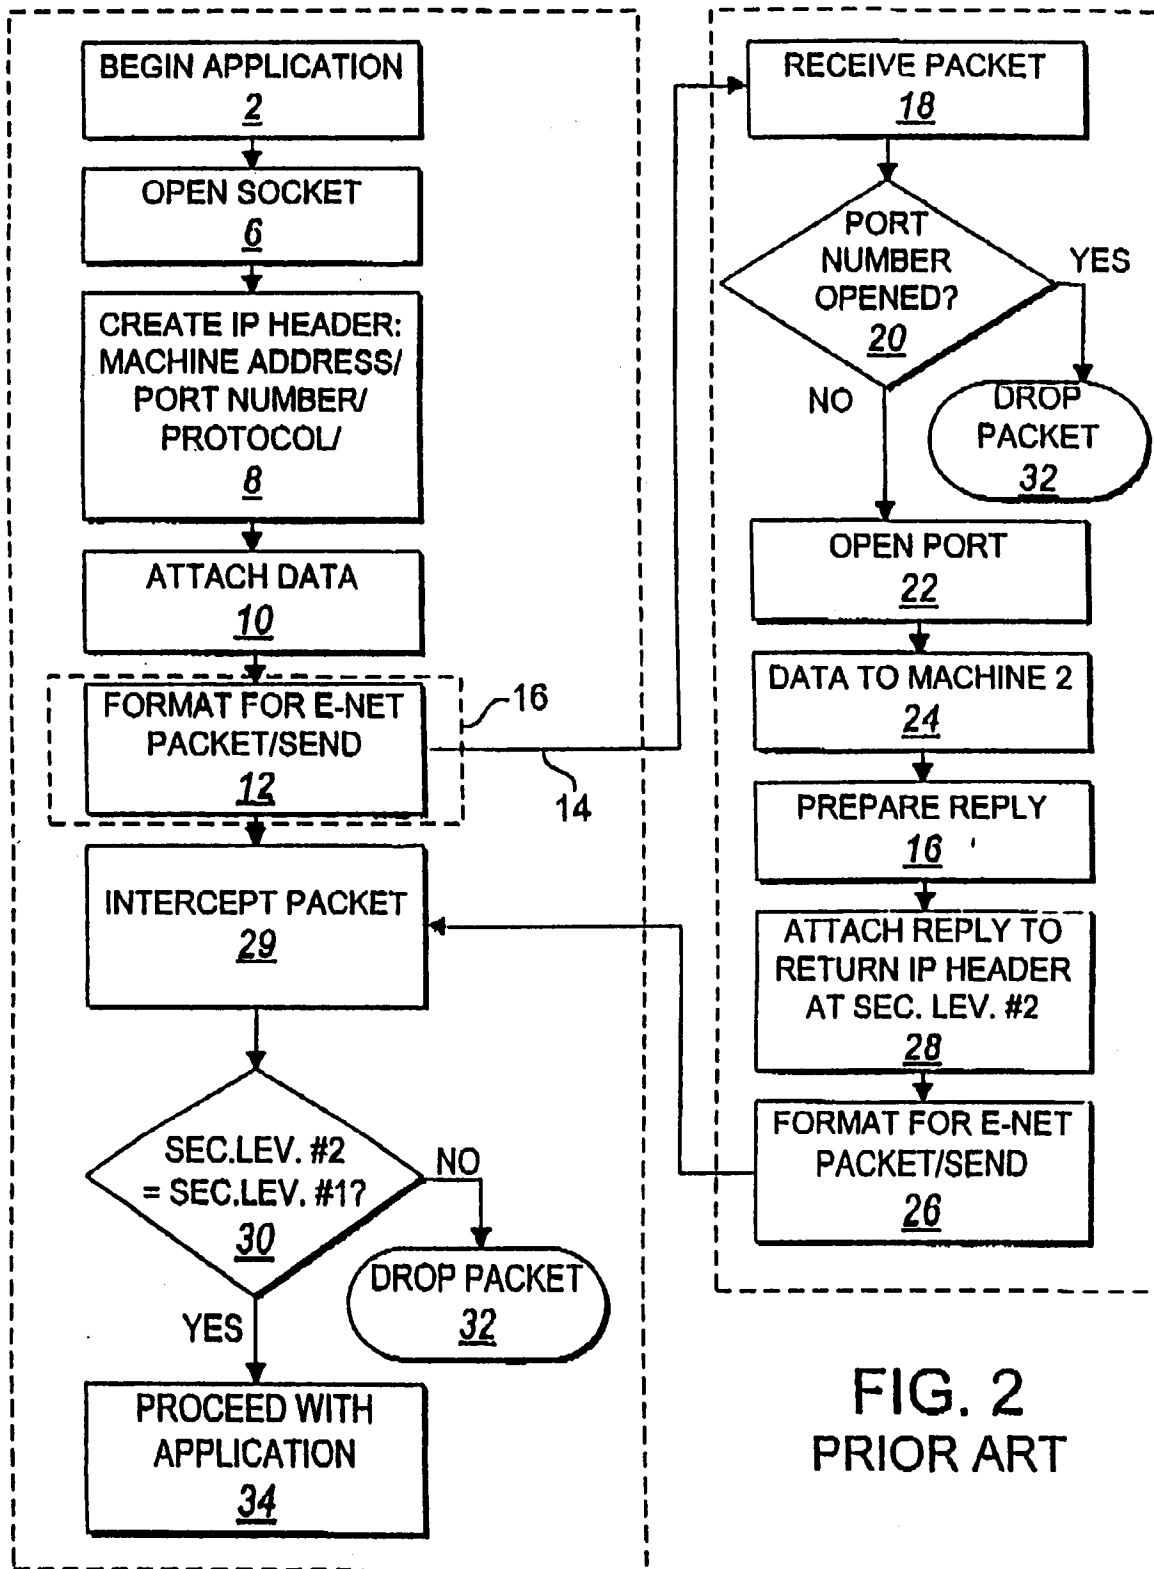 BEGIN APPLICATION
2
OPEN SOCKET
6
CREATE IP HEADER:
MACHINE ADDRESS/
PORT NUMBER/
PROTOCOL/
8
ATTACH DATA
10
FORMAT FOR E-NET
PACKET/SEND
12
16
14
INTERCEPT PACKET
29
SEC.LEV. #2
= SEC.LEV. #1?
30
NO
DROP PACKET
32
YES
PROCEED WITH
APPLICATION
34
RECEIVE PACKET
18
PORT
NUMBER
OPENED?
20
YES
NO
DROP
PACKET
32
OPEN PORT
22
DATA TO MACHINE 2
24
PREPARE REPLY
16
ATTACH REPLY TO
RETURN IP HEADER
AT SEC. LEV. #2
28
FORMAT FOR E-NET
PACKET/SEND
26
FIG. 2
PRIOR ART